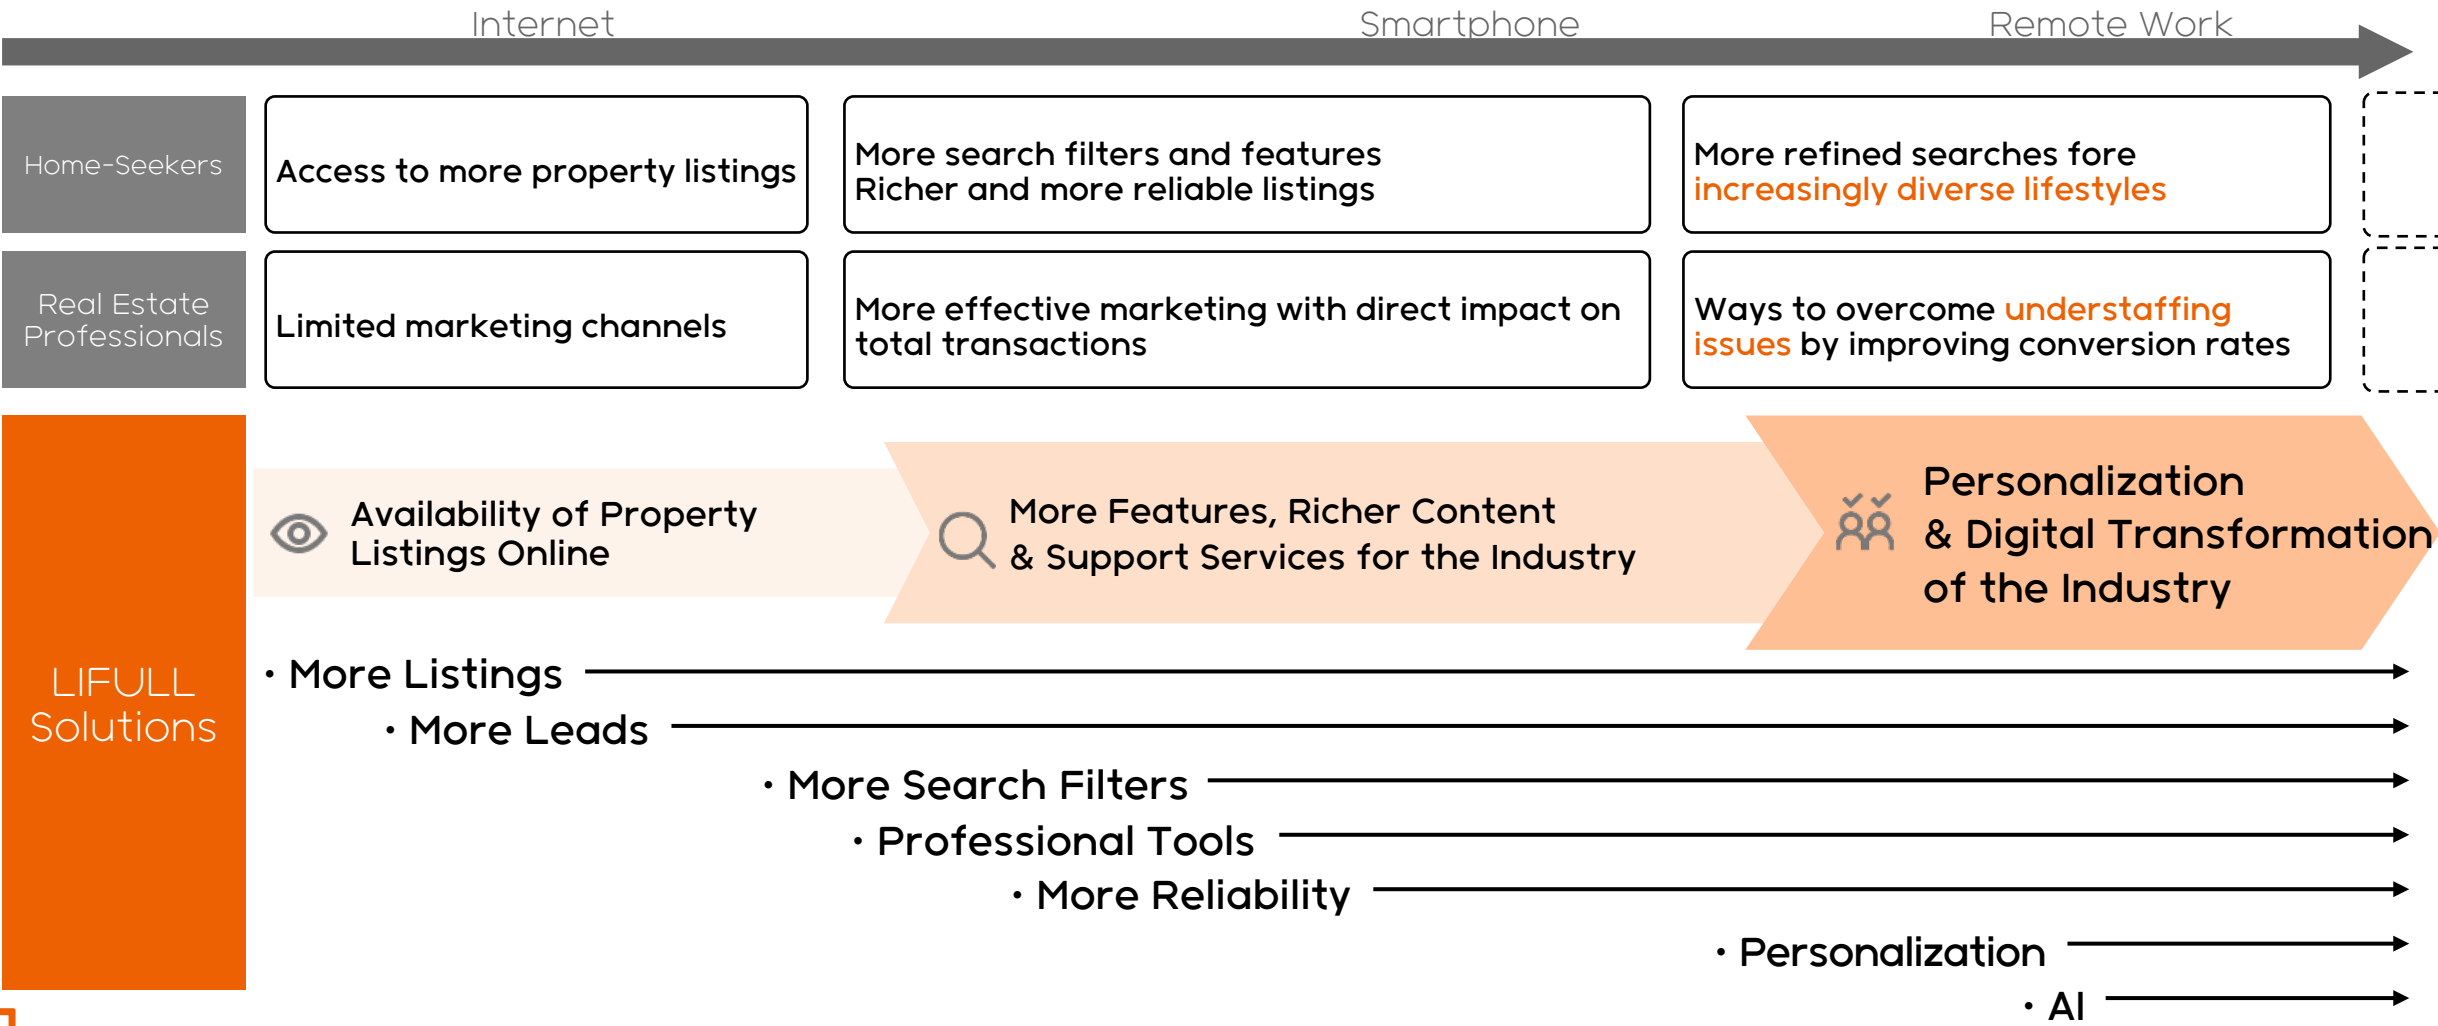 Internet
Smartphone
Remote Work
Home-Seekers
Access to more property listings
More search filters and features
Richer and more reliable listings
More refined searches fore
increasingly diverse lifestyles
Real Estate
Professionals
Limited marketing channels
More effective marketing with direct impact on
total transactions
Ways to overcome understaffing
issues by improving conversion rates
LIFULL
Solutions
Availability of Property
Listings Online
More Features, Richer Content
& Support Services for the Industry
Personalization
& Digital Transformation
of the Industry
・More Listings
・More Leads
・More Search Filters
・Professional Tools
・More Reliability
・Personalization
・AI